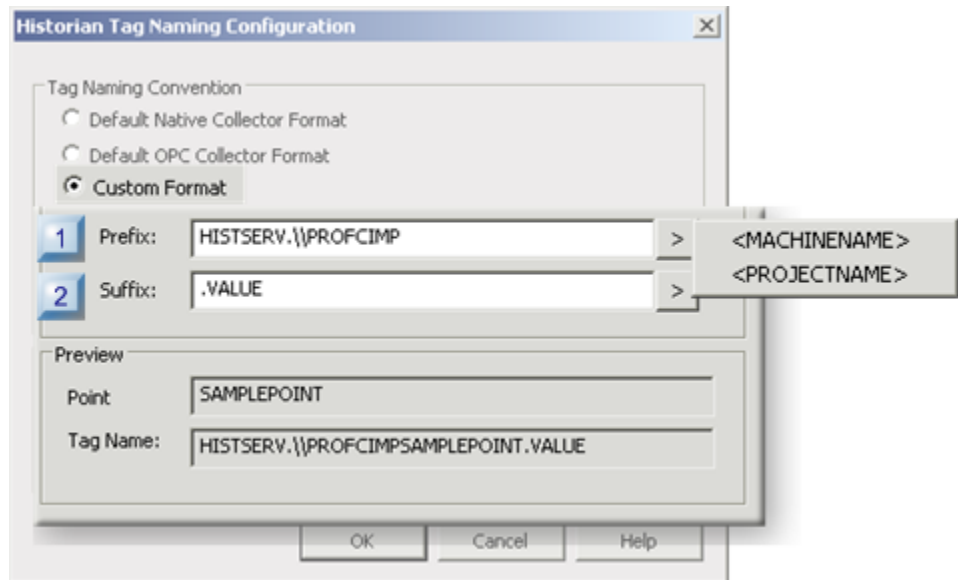 Historian Tag Naming Configuration
Tag Naming Convention
Default Native Collector Format
Default OPC Collector Format
Custom Format
1 Prefix: HISTSERV.\\PROFCIMP > <MACHINENAME>
<PROJECTNAME>
2 Suffix: .VALUE >
Preview
Point SAMPLEPOINT
Tag Name: HISTSERV.\\PROFCIMPSAMPLEPOINT.VALUE
OK Cancel Help